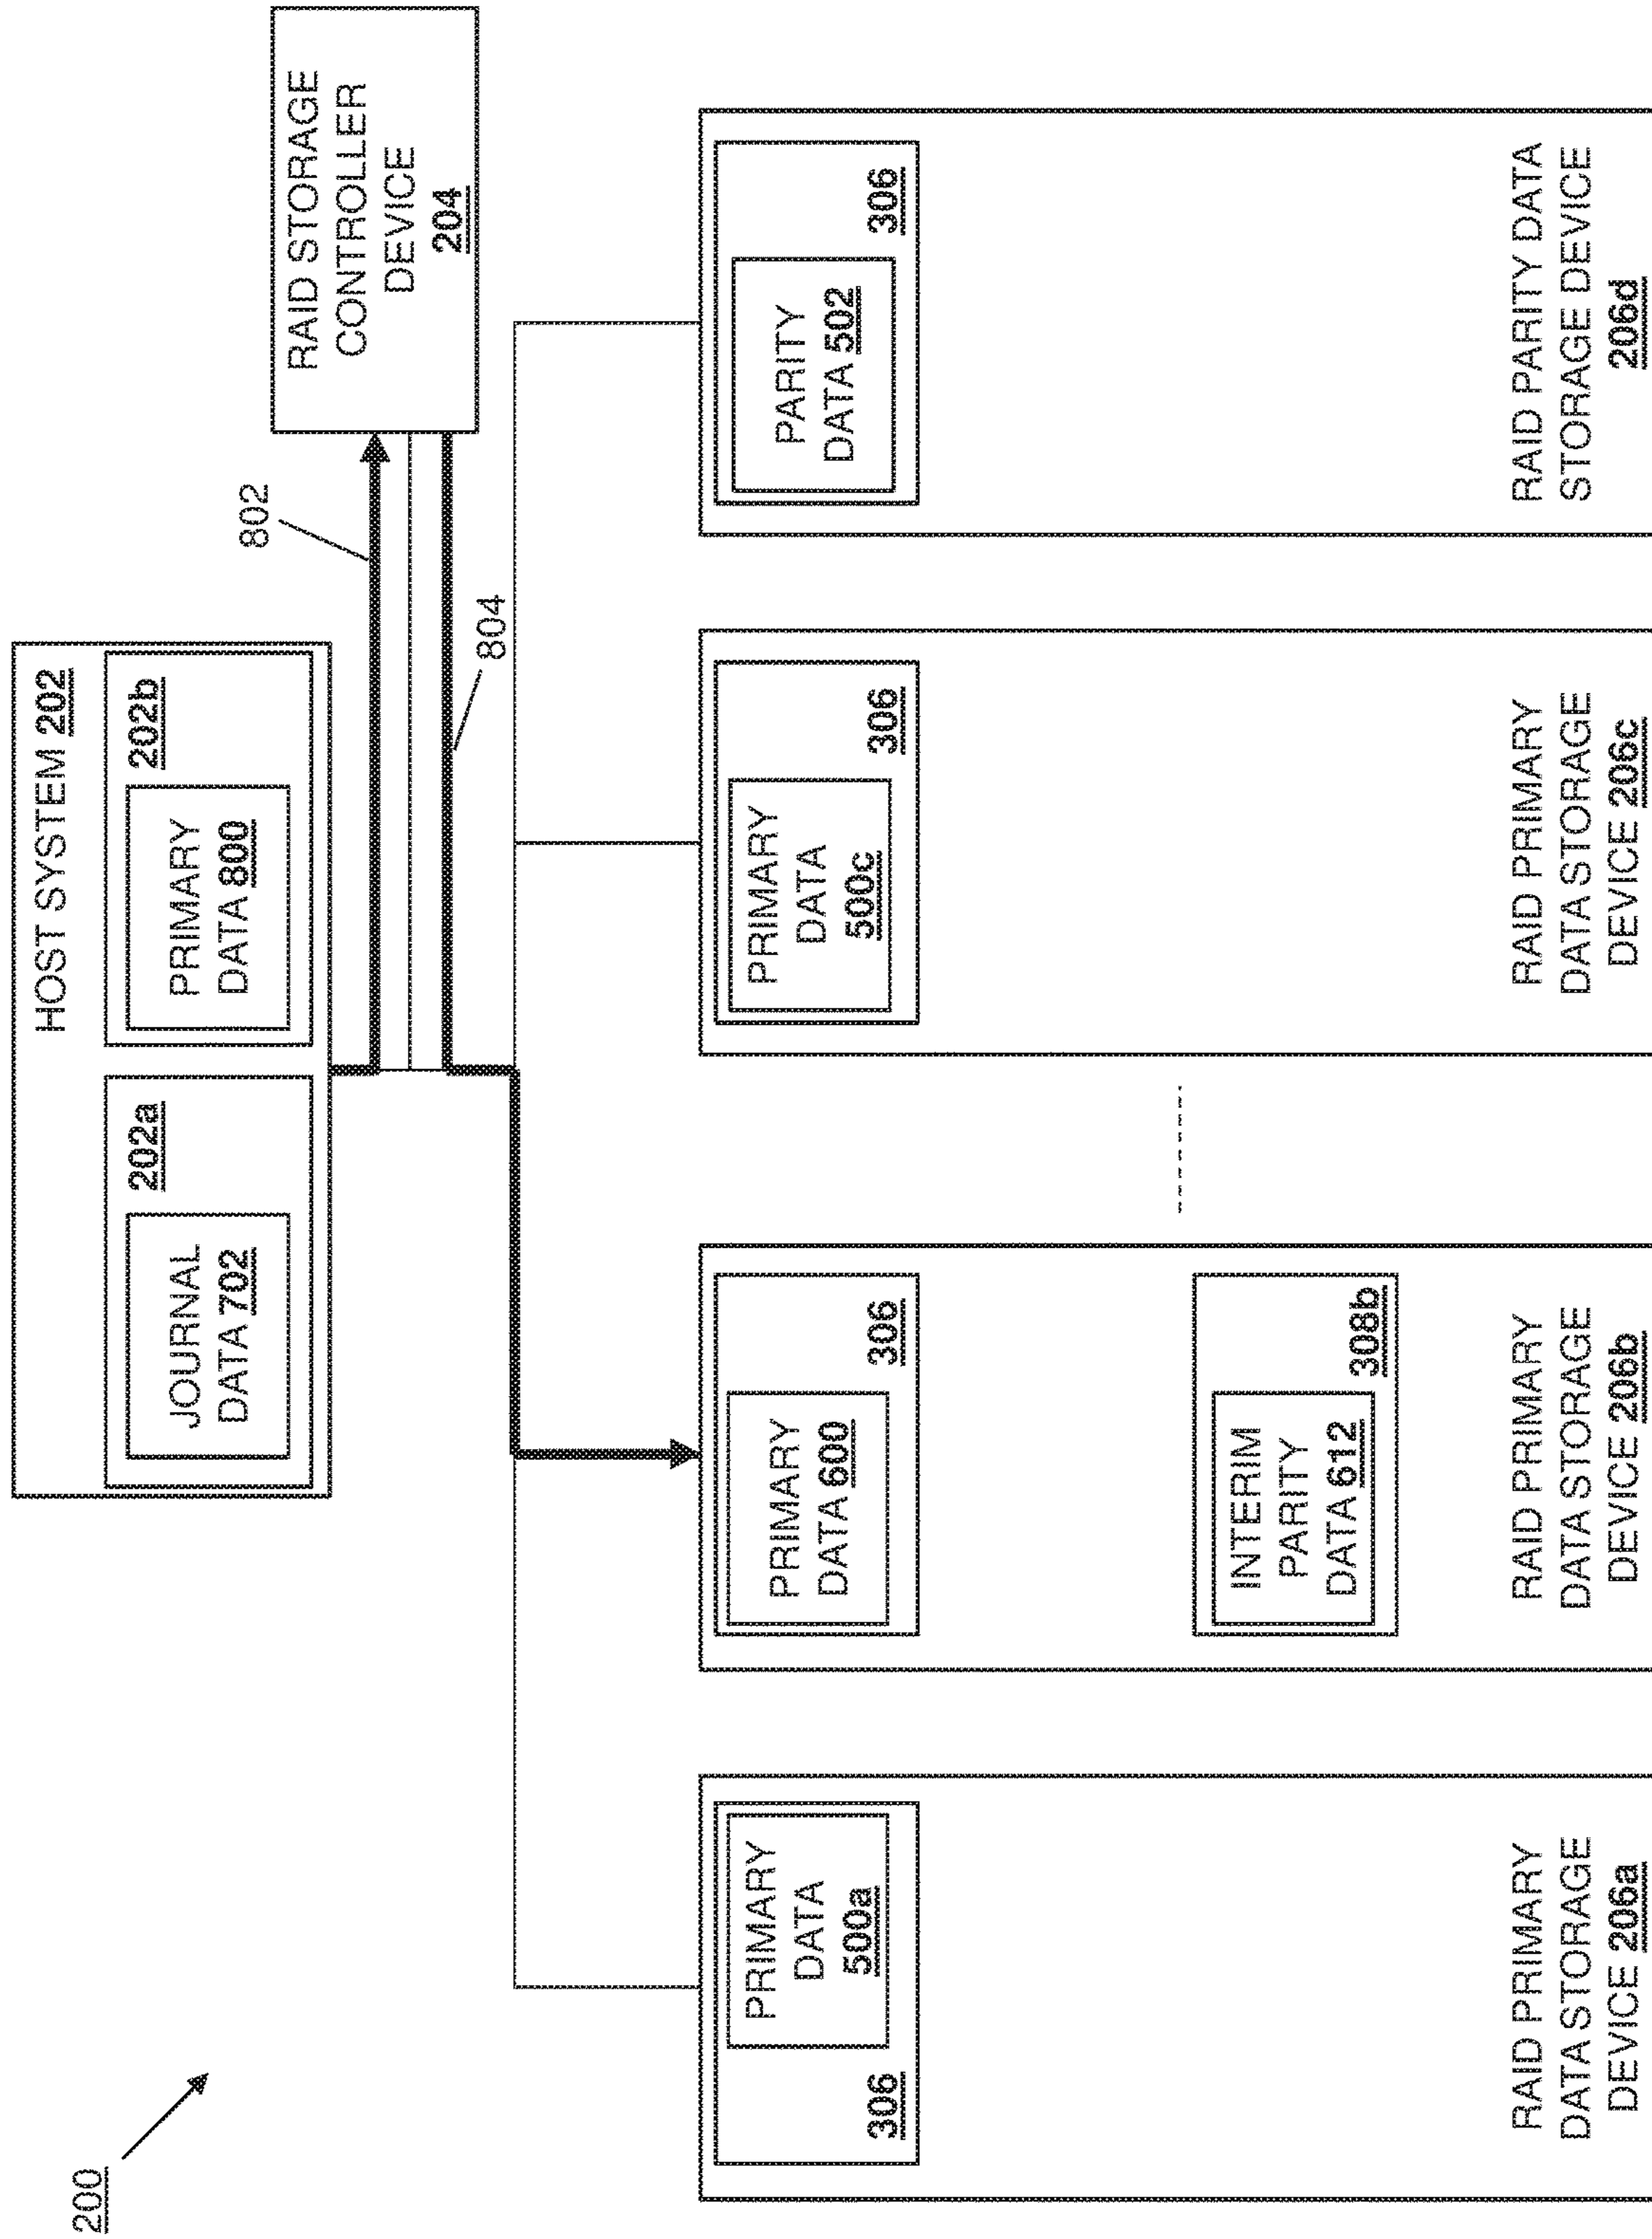 200
HOST SYSTEM 202
202a
JOURNAL
DATA 702
202b
PRIMARY
DATA 800
802
RAID STORAGE
CONTROLLER
DEVICE
204
804
306
PRIMARY
DATA
500a
RAID PRIMARY
DATA STORAGE
DEVICE 206a
PRIMARY
DATA 600
306
INTERIM
PARITY
DATA 612
308b
RAID PRIMARY
DATA STORAGE
DEVICE 206b
PRIMARY
DATA
500c
306
RAID PRIMARY
DATA STORAGE
DEVICE 206c
PARITY
DATA 502
306
RAID PARITY DATA
STORAGE DEVICE
206d